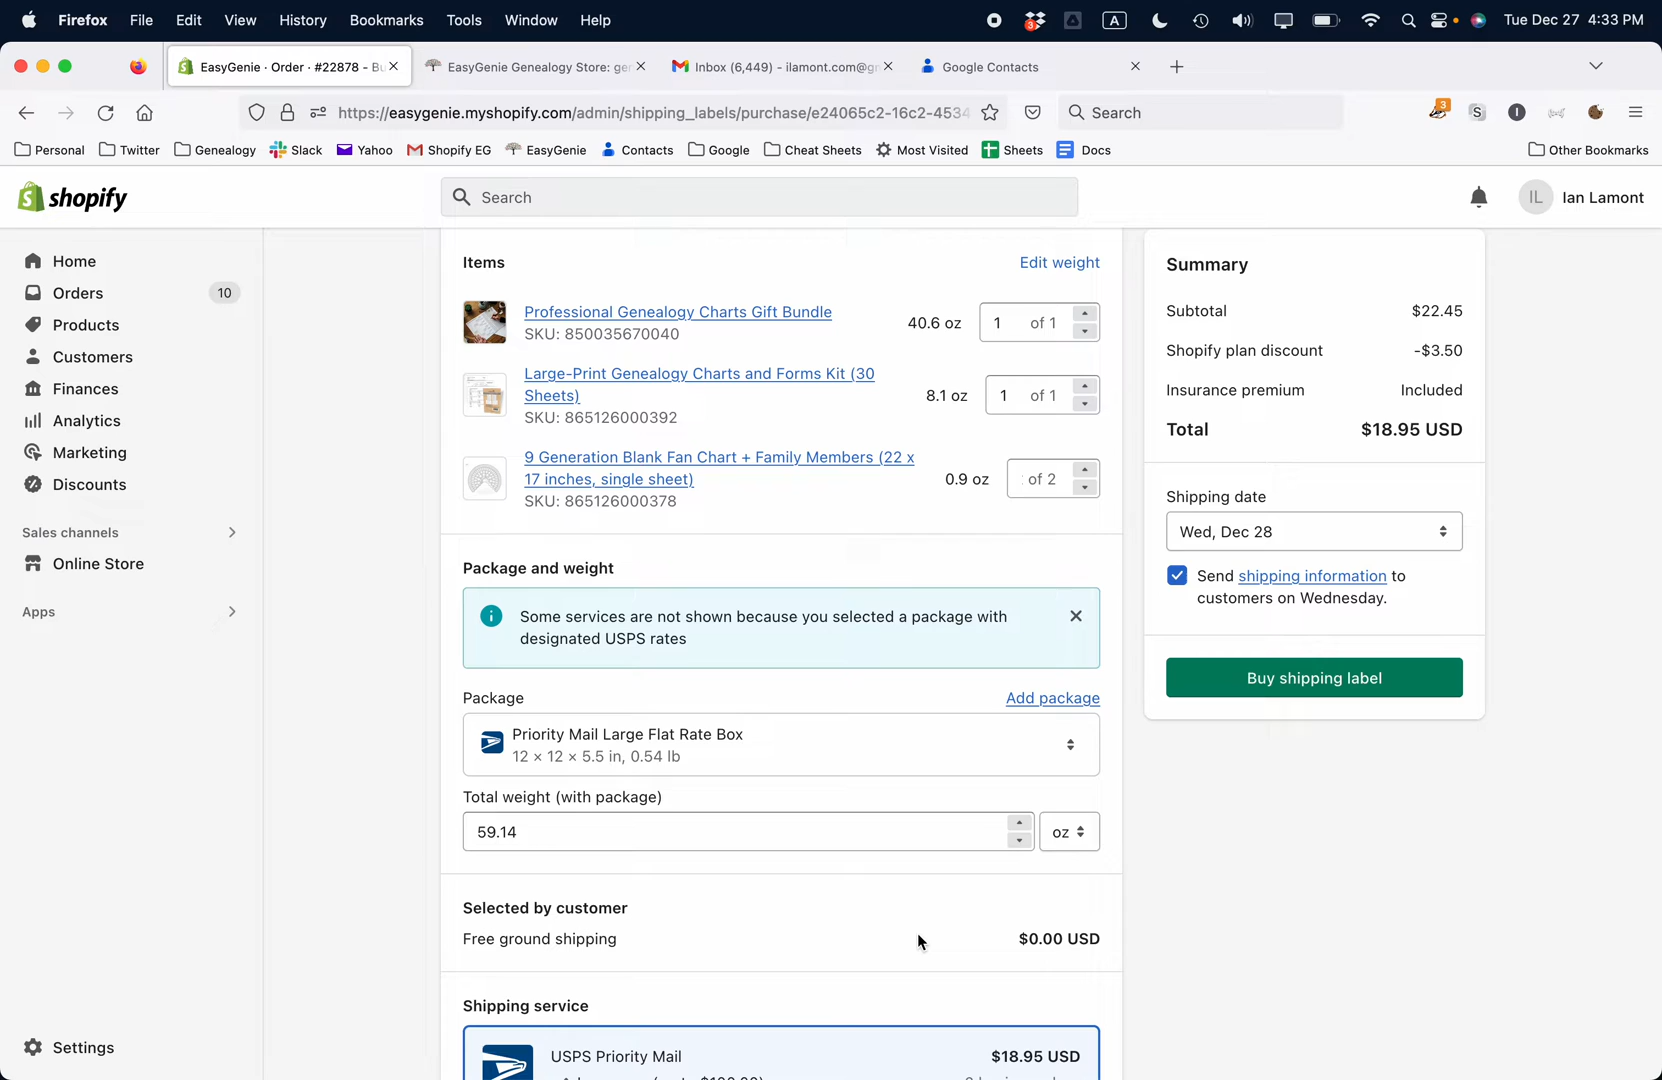 Firefox File Edit View History Bookmarks Tools Window Help 3 A Tue Dec 27 4:33 PM
EasyGenie · Order · #22878 - Bu EasyGenie Genealogy Store: ge Inbox (6,449) - ilamont.com@g Google Contacts
https://easygenie.myshopify.com/admin/shipping_labels/purchase/e24065c2-16c2-4534 Search 3 S I
Personal Twitter Genealogy Slack Yahoo Shopify EG EasyGenie Contacts Google Cheat Sheets Most Visited Sheets Docs Other Bookmarks
shopify Search IL Ian Lamont
Home
Orders 10
Products
Customers
Finances
Analytics
Marketing
Discounts
Sales channels
Online Store
Apps
Settings
Items Edit weight
Professional Genealogy Charts Gift Bundle
SKU: 850035670040
40.6 oz 1 of 1
Large-Print Genealogy Charts and Forms Kit (30
Sheets)
SKU: 865126000392
8.1 oz 1 of 1
9 Generation Blank Fan Chart + Family Members (22 x
17 inches, single sheet)
SKU: 865126000378
0.9 oz of 2
Package and weight
Some services are not shown because you selected a package with
designated USPS rates
Package Add package
Priority Mail Large Flat Rate Box
12 × 12 × 5.5 in, 0.54 lb
Total weight (with package)
59.14 oz
Selected by customer
Free ground shipping $0.00 USD
Shipping service
USPS Priority Mail $18.95 USD
Summary
Subtotal $22.45
Shopify plan discount -$3.50
Insurance premium Included
Total $18.95 USD
Shipping date
Wed, Dec 28
Send shipping information to
customers on Wednesday.
Buy shipping label